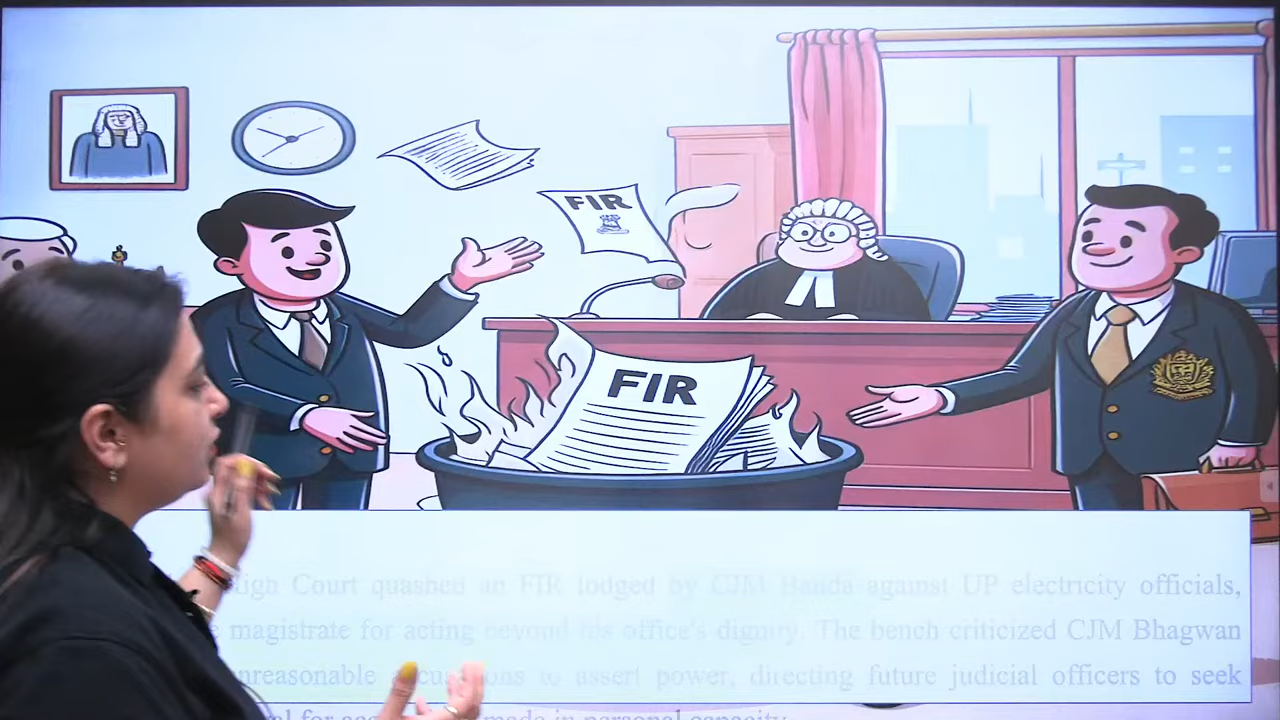 FIR
FIR
High Court quashed an FIR lodged by CJM Banda against UP electricity officials,
magistrate for acting beyond his office's dignity. The bench criticized CJM Bhagwan
to assert power, directing future judicial officers to seek
for made in personal capacity.